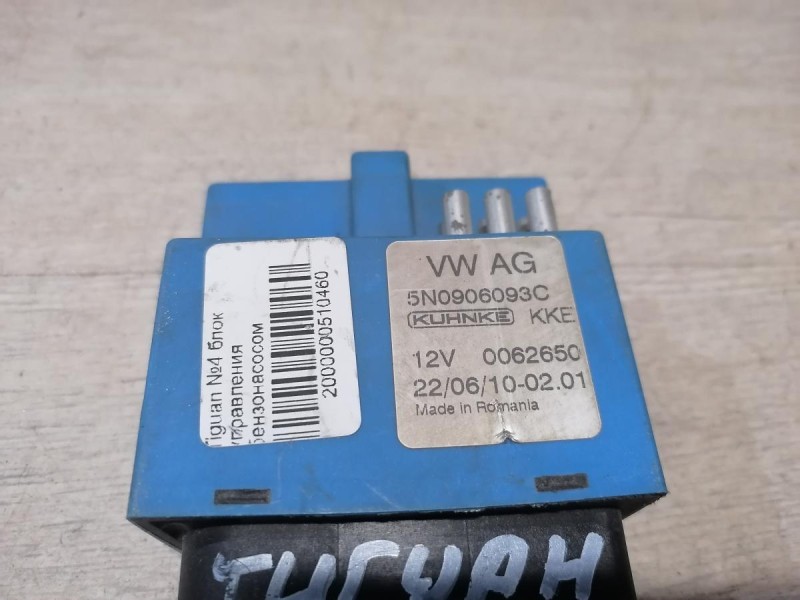 Tiguan №4 блок
управления
бензонасосом
2000000510460
VW AG
5N0906093C
KUHNKE KKE
12V 0062650
22/06/10-02.01
Made in Romania
ТИГУАН